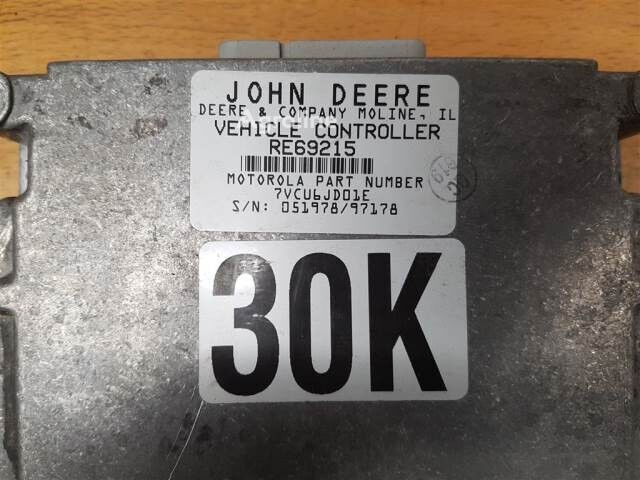 JOHN DEERE
DEERE & COMPANY MOLINE, IL
VEHICLE CONTROLLER
RE69215
MOTOROLA PART NUMBER
7VCU6JD01E
S/N: 051978/97178
30K